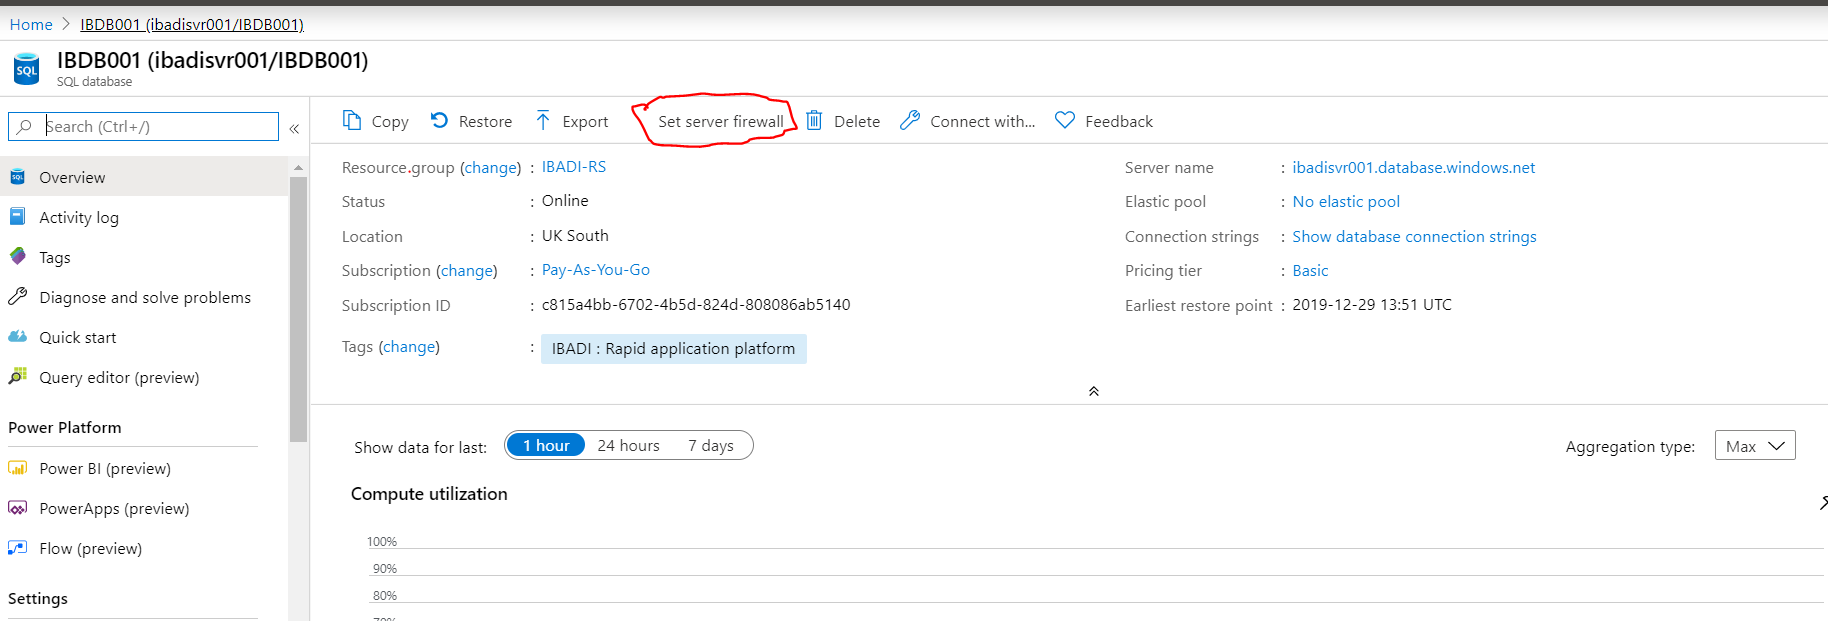 Home > IBDB001 (ibadisvr001/IBDB001)
IBDB001 (ibadisvr001/IBDB001)
SQL
SQL database
Search (Ctrl+/)
«
Copy Restore Export Set server firewall Delete Connect with... Feedback
Overview
Activity log
Tags
Diagnose and solve problems
Quick start
Query editor (preview)
Power Platform
Power BI (preview)
PowerApps (preview)
Flow (preview)
Settings
Resource.group (change) : IBADI-RS
Status : Online
Location : UK South
Subscription (change) : Pay-As-You-Go
Subscription ID : c815a4bb-6702-4b5d-824d-808086ab5140
Tags (change) : IBADI : Rapid application platform
Server name : ibadisvr001.database.windows.net
Elastic pool : No elastic pool
Connection strings : Show database connection strings
Pricing tier : Basic
Earliest restore point : 2019-12-29 13:51 UTC
Show data for last: 1 hour 24 hours 7 days
Aggregation type: Max
Compute utilization
100%
90%
80%
70%